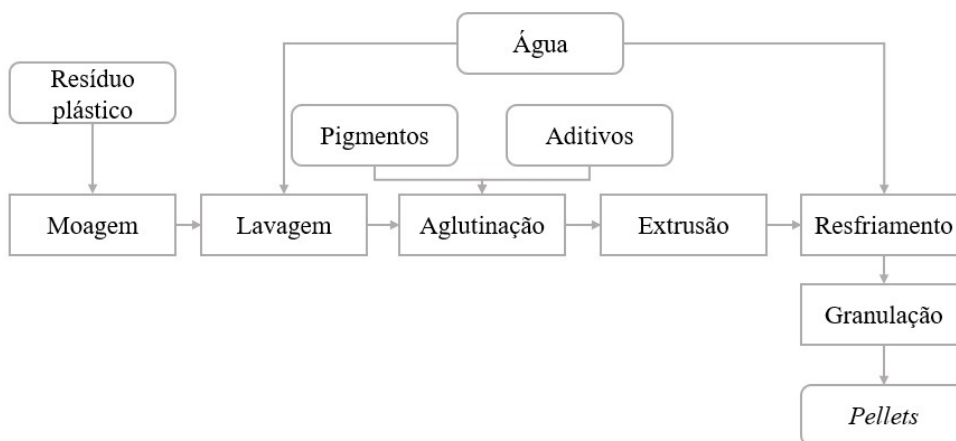 Água
Resíduo
plástico
Pigmentos
Aditivos
Moagem
Lavagem
Aglutinação
Extrusão
Resfriamento
Granulação
Pellets